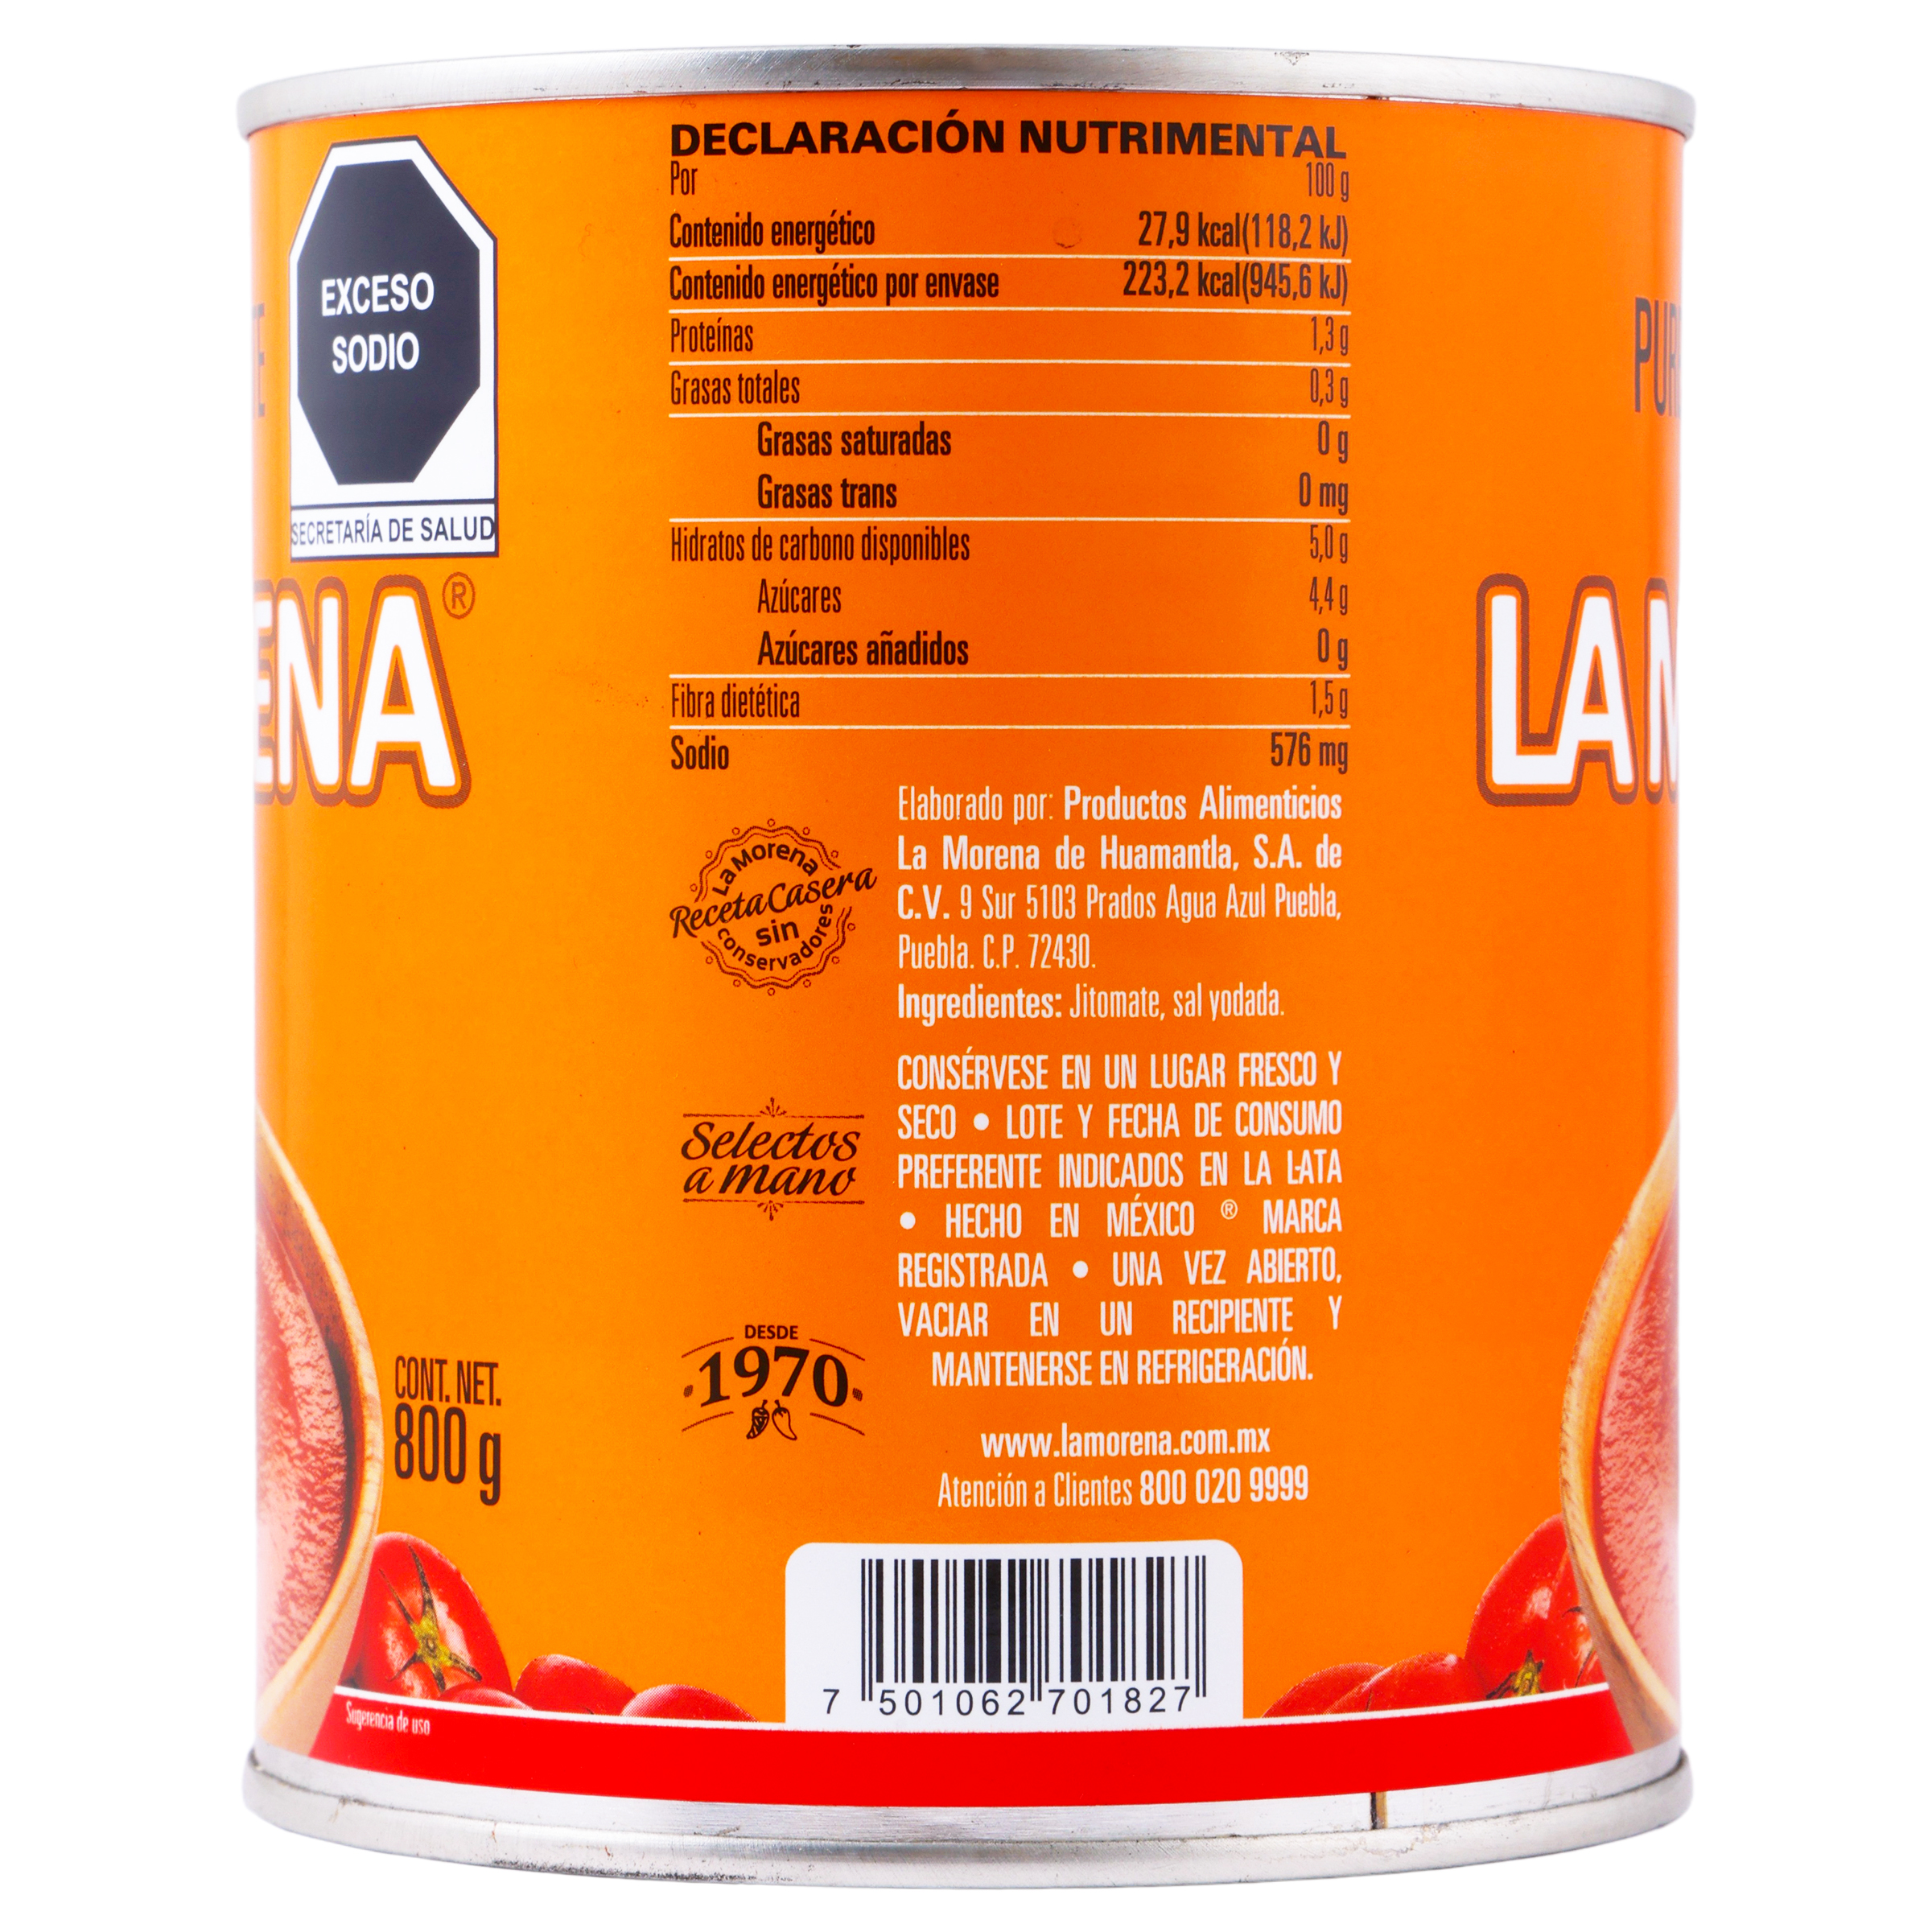 EXCESO
SODIO
SECRETARÍA DE SALUD
ENA®
CONT. NET.
800 g
Sugerencia de uso
DECLARACIÓN NUTRIMENTAL
Por 100 g
Contenido energético 27,9 kcal(118,2 kJ)
Contenido energético por envase 223,2 kcal(945,6 kJ)
Proteínas 1,3 g
Grasas totales 0,3 g
Grasas saturadas 0 g
Grasas trans 0 mg
Hidratos de carbono disponibles 5,0 g
Azúcares 4,4 g
Azúcares añadidos 0 g
Fibra dietética 1,5 g
Sodio 576 mg
La Morena
Receta Casera
sin
conservadores
Selectos
a mano
DESDE
1970
Elaborado por: Productos Alimenticios
La Morena de Huamantla, S.A. de
C.V. 9 Sur 5103 Prados Agua Azul Puebla,
Puebla. C.P. 72430.
Ingredientes: Jitomate, sal yodada.
CONSÉRVESE EN UN LUGAR FRESCO Y
SECO • LOTE Y FECHA DE CONSUMO
PREFERENTE INDICADOS EN LA LATA
• HECHO EN MÉXICO ® MARCA
REGISTRADA • UNA VEZ ABIERTO,
VACIAR EN UN RECIPIENTE Y
MANTENERSE EN REFRIGERACIÓN.
www.lamorena.com.mx
Atención a Clientes 800 020 9999
7 501062 701827
PUR
LA M